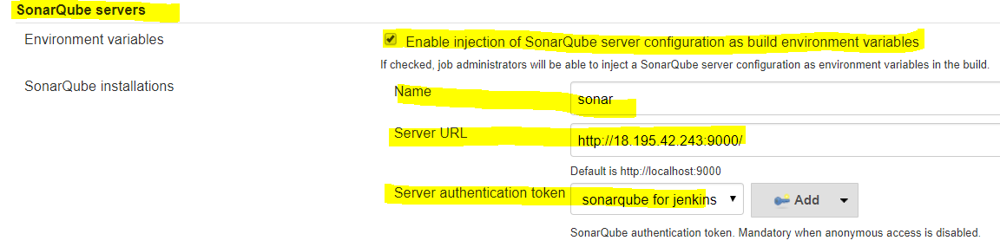 SonarQube servers
Environment variables
Enable injection of SonarQube server configuration as build environment variables
If checked, job administrators will be able to inject a SonarQube server configuration as environment variables in the build.
SonarQube installations
Name
sonar
Server URL
http://18.195.42.243:9000/
Default is http://localhost:9000
Server authentication token
sonarqube for jenkins
Add
SonarQube authentication token. Mandatory when anonymous access is disabled.